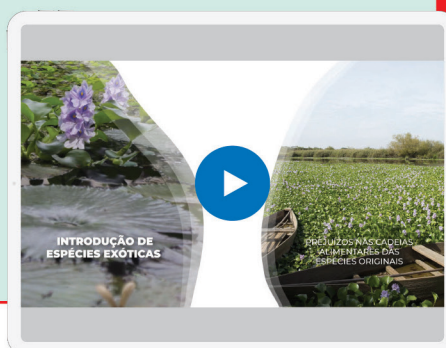 INTRODUÇÃO DE
ESPÉCIES EXÓTICAS
PREJUÍZOS NAS CADEIAS
ALIMENTARES DAS
ESPÉCIES ORIGINAIS